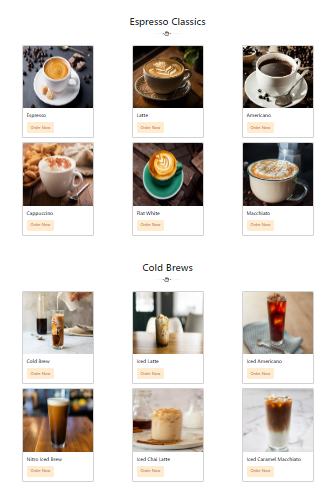 Espresso Classics
Espresso
Order Now
Latte
Order Now
Americano
Order Now
Cappuccino
Order Now
Flat White
Order Now
Macchiato
Order Now
Cold Brews
Cold Brew
Order Now
Iced Latte
Order Now
Iced Americano
Order Now
Nitro Iced Brew
Order Now
Iced Chai Latte
Order Now
Iced Caramel Macchiato
Order Now